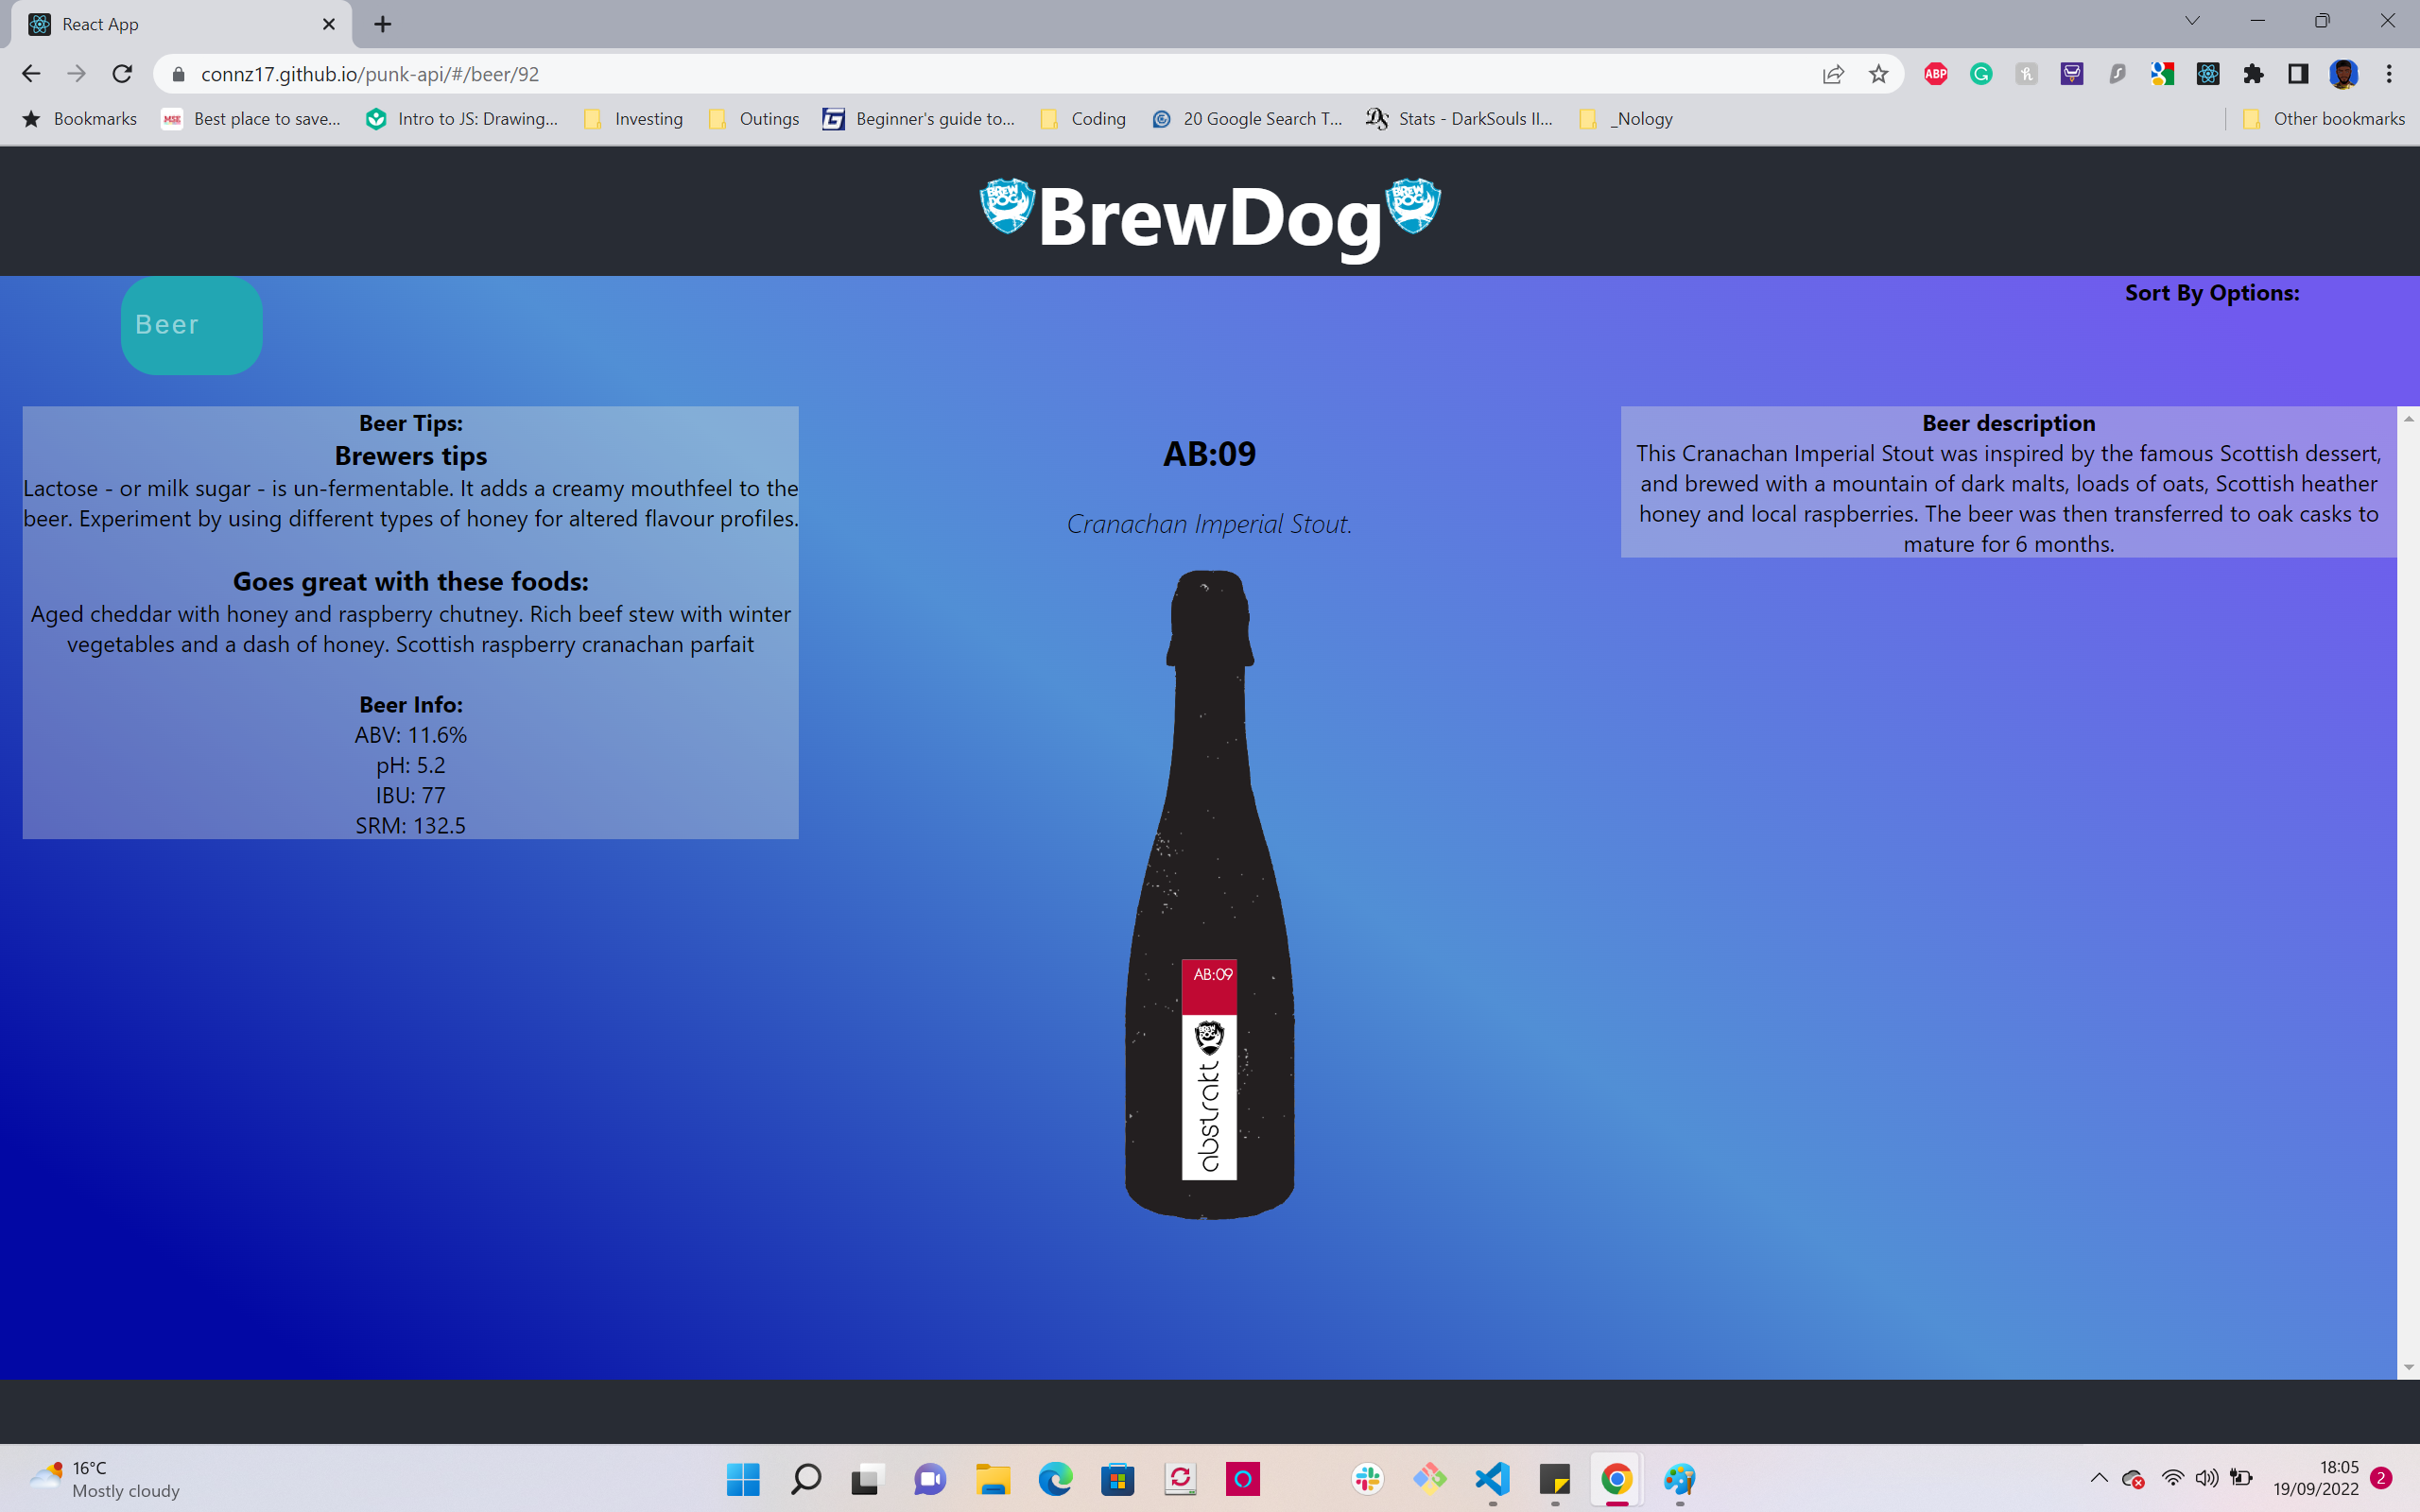 React App
connz17.github.io/punk-api/#/beer/92
ABP
Bookmarks
MSE
Best place to save...
Intro to JS: Drawing...
Investing
Outings
Beginner's guide to...
Coding
20 Google Search T...
Stats - DarkSouls II...
_Nology
Other bookmarks
BREW DOG
BrewDog
BREW DOG
Beer
Sort By Options:
Beer Tips:
Brewers tips
Lactose - or milk sugar - is un-fermentable. It adds a creamy mouthfeel to the
beer. Experiment by using different types of honey for altered flavour profiles.
Goes great with these foods:
Aged cheddar with honey and raspberry chutney. Rich beef stew with winter
vegetables and a dash of honey. Scottish raspberry cranachan parfait
Beer Info:
ABV: 11.6%
pH: 5.2
IBU: 77
SRM: 132.5
AB:09
Cranachan Imperial Stout.
AB:09
BREW DOG
abstrakt
Beer description
This Cranachan Imperial Stout was inspired by the famous Scottish dessert,
and brewed with a mountain of dark malts, loads of oats, Scottish heather
honey and local raspberries. The beer was then transferred to oak casks to
mature for 6 months.
16°C
Mostly cloudy
18:05
19/09/2022
2